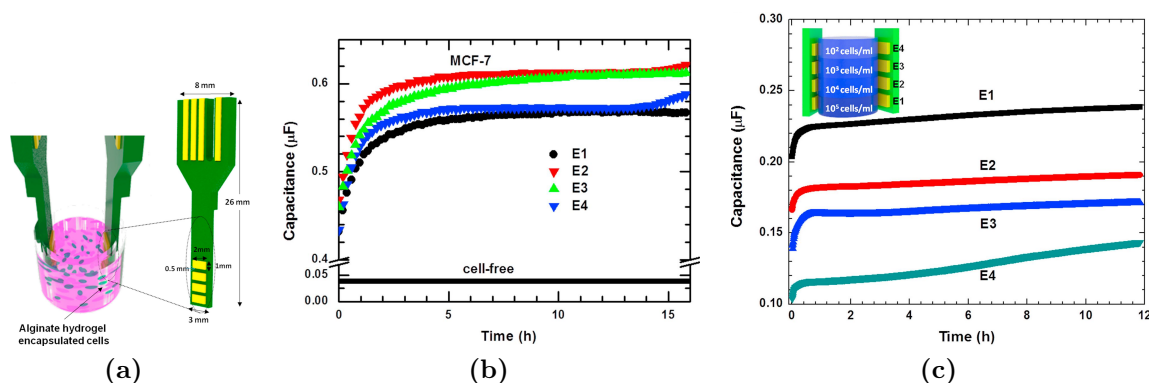 8 mm
26 mm
2mm
0.5 mm
1mm
3 mm
Alginate hydrogel
encapsulated cells
(a)
Capacitance (μF)
0.6
0.5
0.4
0.05
0.00
MCF-7
E1
E2
E3
E4
cell-free
0
5
10
15
Time (h)
(b)
Capacitance (μF)
0.30
0.25
0.20
0.15
0.10
10² cells/ml
10³ cells/ml
10⁴ cells/ml
10⁵ cells/ml
E4
E3
E2
E1
E1
E2
E3
E4
0
2
4
6
8
10
12
Time (h)
(c)